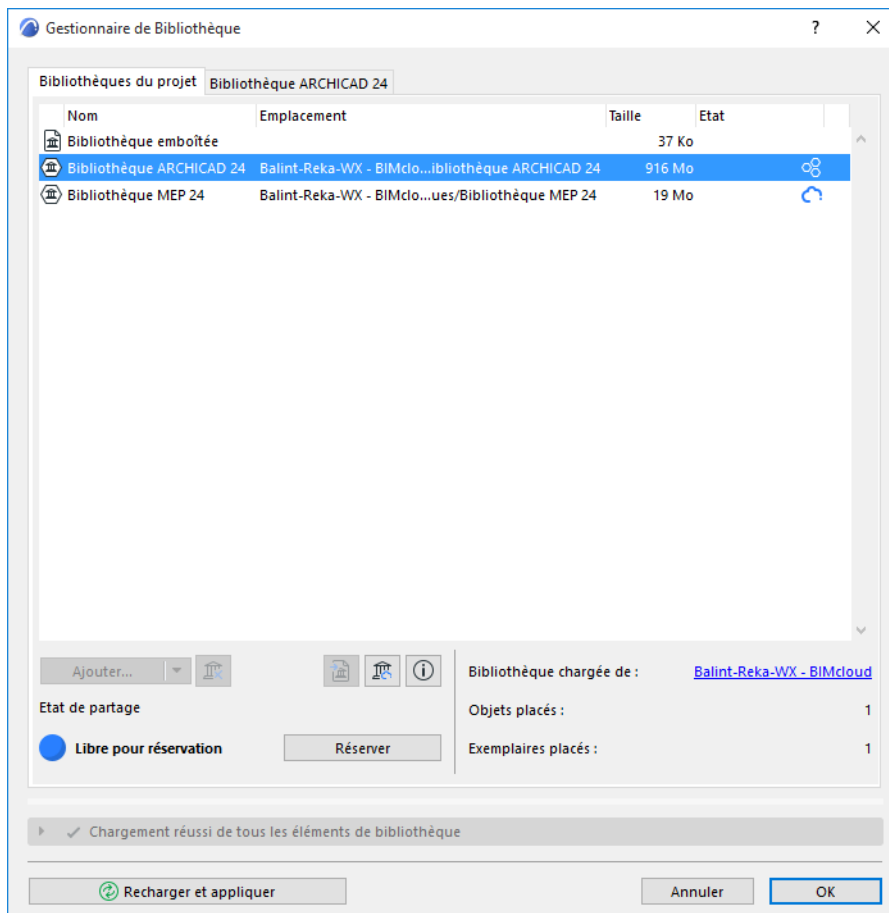 Gestionnaire de Bibliothèque ?
Bibliothèques du projet Bibliothèque ARCHICAD 24
Nom Emplacement Taille Etat
Bibliothèque emboîtée 37 Ko
Bibliothèque ARCHICAD 24 Balint-Reka-WX - BIMclo...ibliothèque ARCHICAD 24 916 Mo
Bibliothèque MEP 24 Balint-Reka-WX - BIMclo...ues/Bibliothèque MEP 24 19 Mo
Ajouter... Bibliothèque chargée de : Balint-Reka-WX - BIMcloud
Etat de partage Objets placés : 1
Libre pour réservation Réserver Exemplaires placés : 1
Chargement réussi de tous les éléments de bibliothèque
Recharger et appliquer Annuler OK